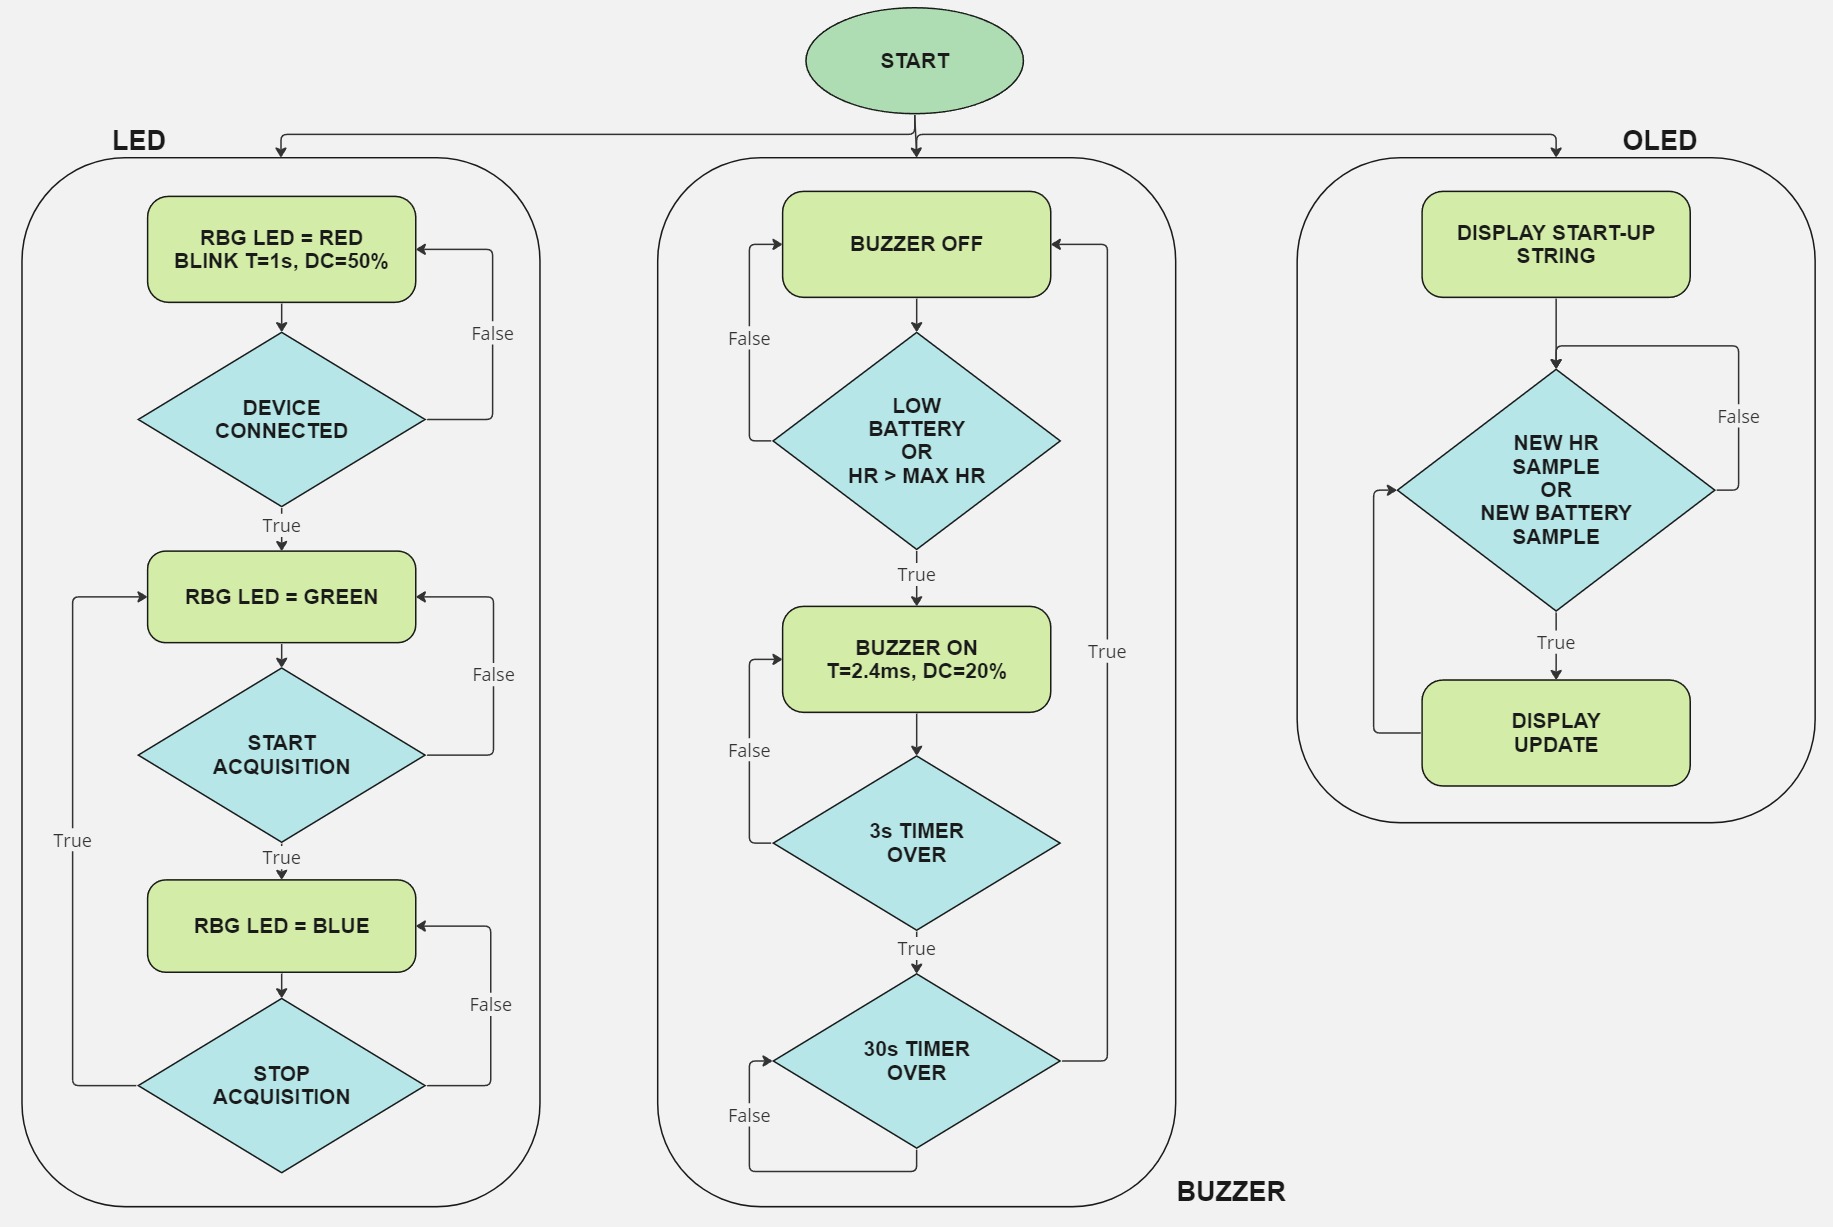 START
LED
RBG LED = RED
BLINK T=1s, DC=50%
False
DEVICE
CONNECTED
True
RBG LED = GREEN
False
START
ACQUISITION
True
True
RBG LED = BLUE
False
STOP
ACQUISITION
BUZZER OFF
False
LOW
BATTERY
OR
HR > MAX HR
True
BUZZER ON
T=2.4ms, DC=20%
True
False
3s TIMER
OVER
True
30s TIMER
OVER
False
BUZZER
OLED
DISPLAY START-UP
STRING
False
NEW HR
SAMPLE
OR
NEW BATTERY
SAMPLE
True
DISPLAY
UPDATE